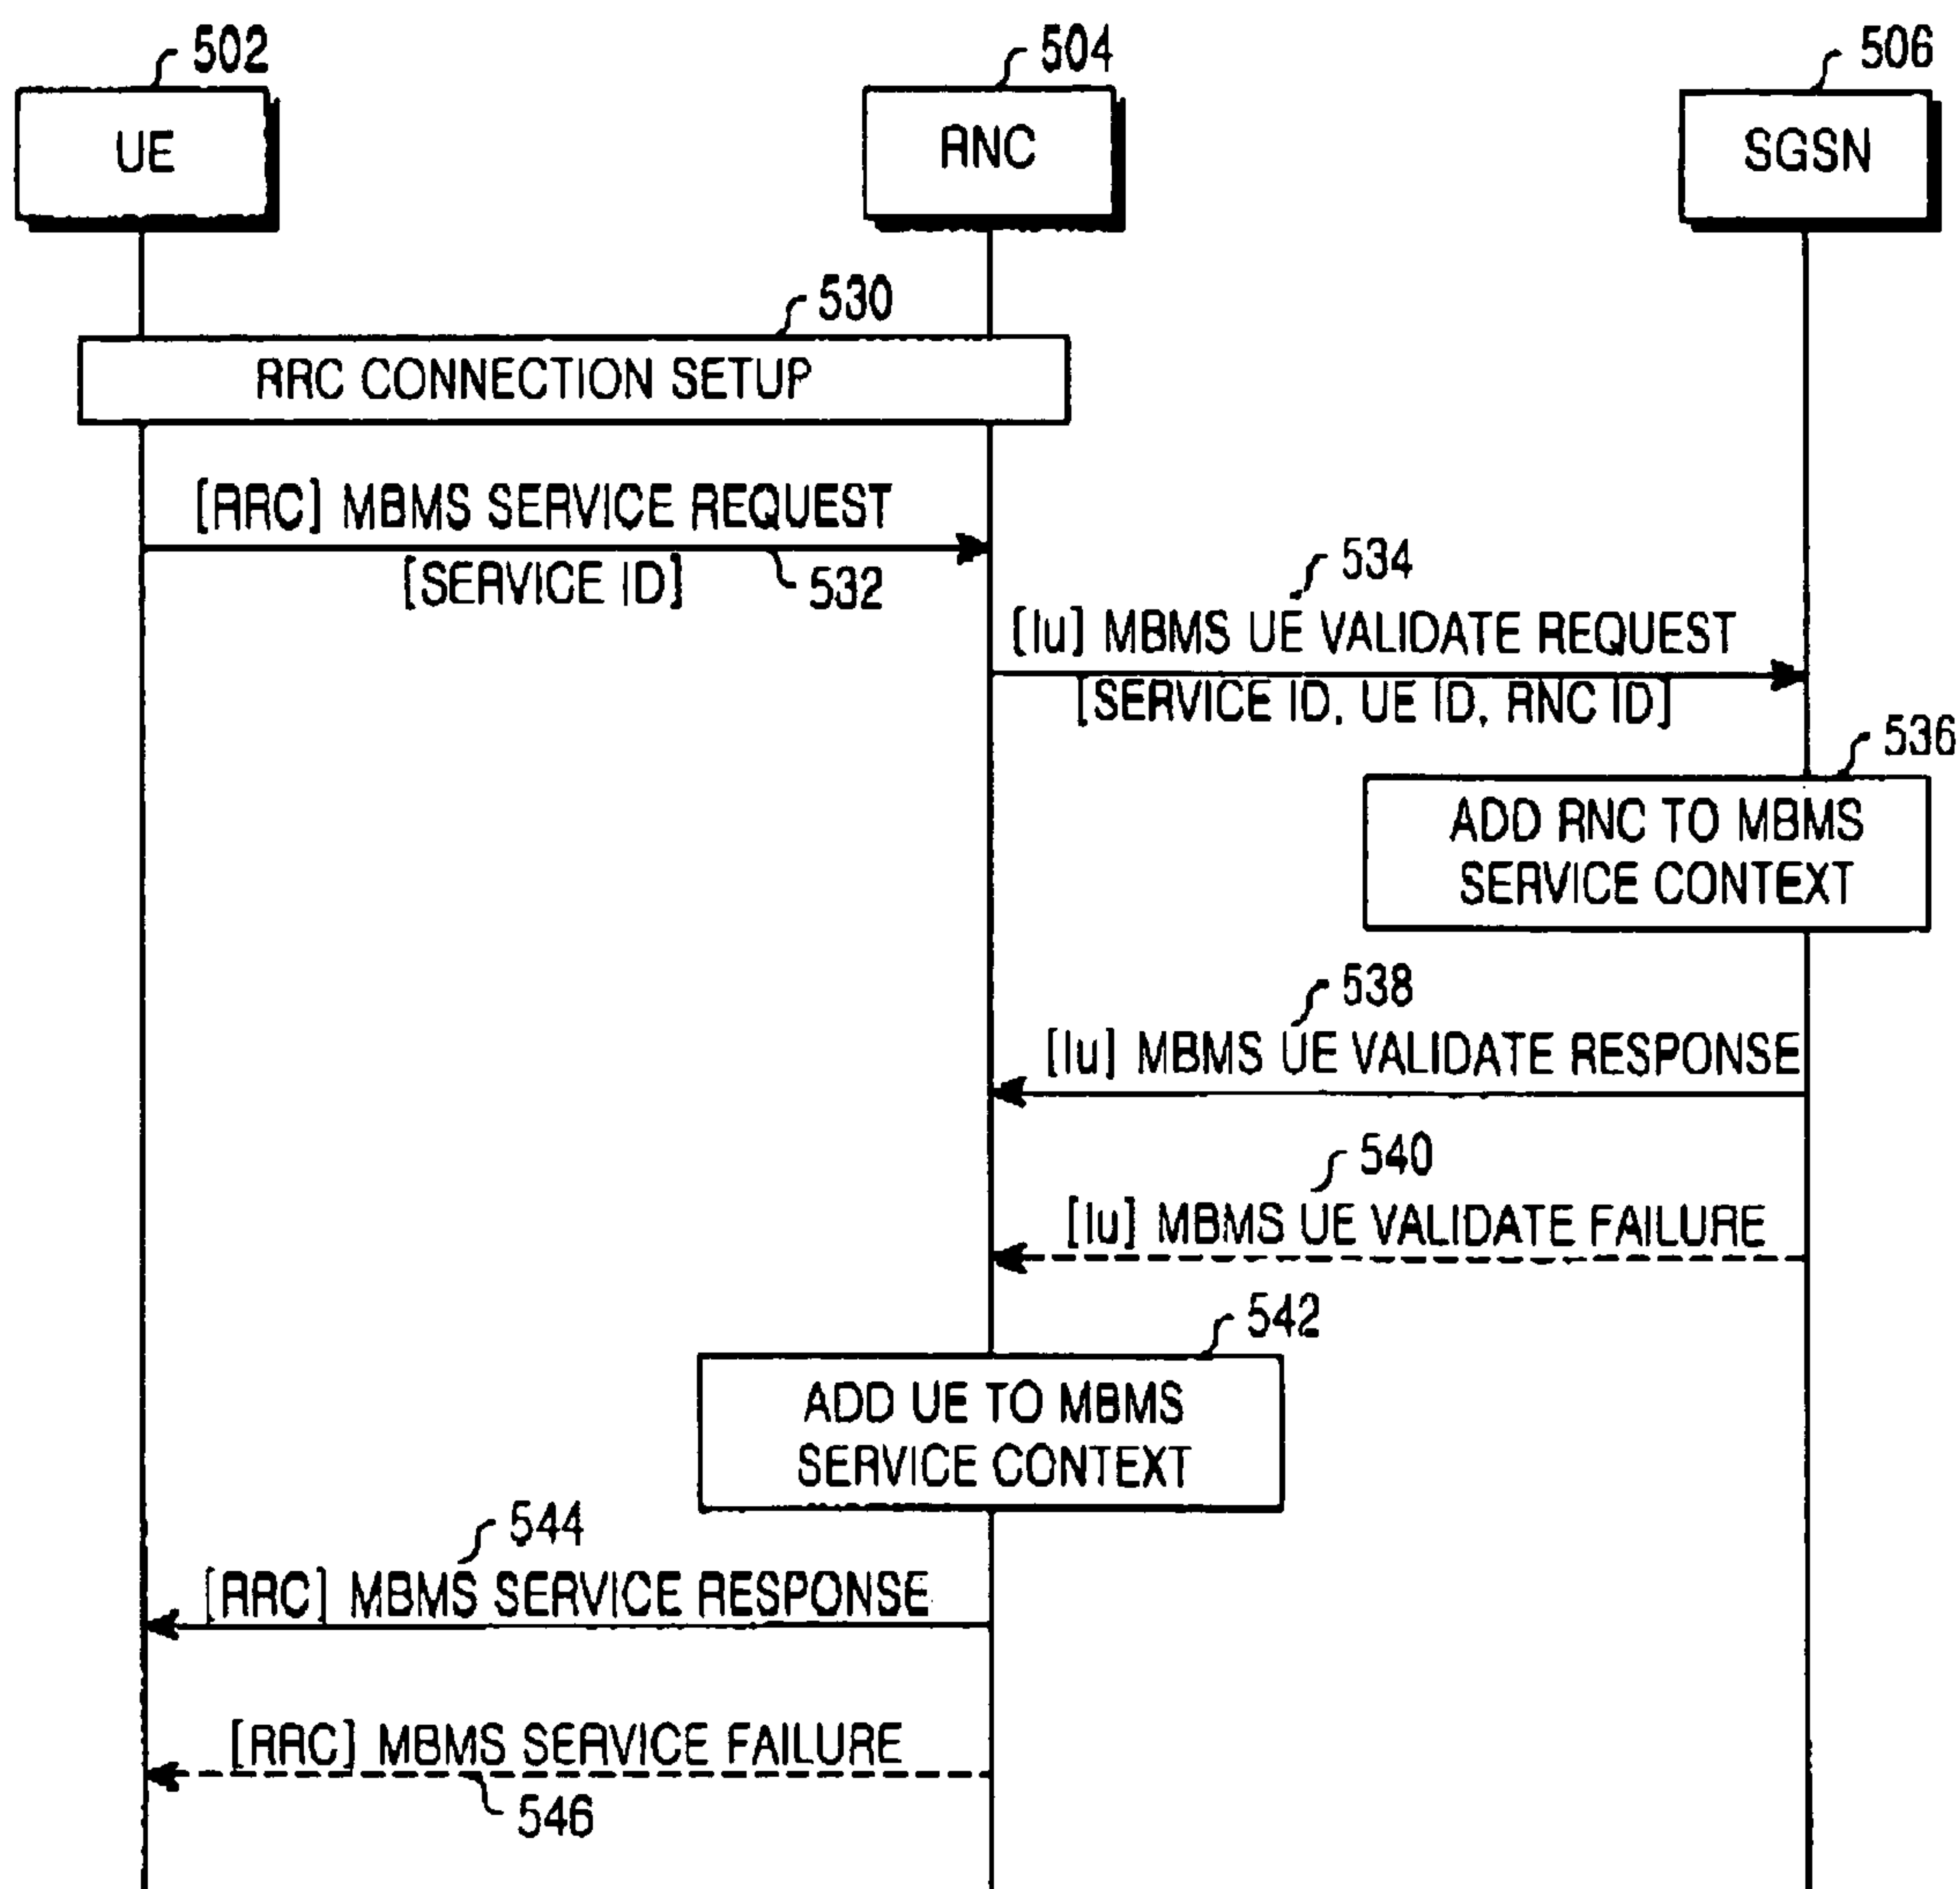 502
504
506
UE
RNC
SGSN
530
RRC CONNECTION SETUP
[RRC] MBMS SERVICE REQUEST
[SERVICE ID]
532
534
[Iu] MBMS UE VALIDATE REQUEST
[SERVICE ID, UE ID, RNC ID]
536
ADD RNC TO MBMS
SERVICE CONTEXT
538
[Iu] MBMS UE VALIDATE RESPONSE
540
[Iu] MBMS UE VALIDATE FAILURE
542
ADD UE TO MBMS
SERVICE CONTEXT
544
[RRC] MBMS SERVICE RESPONSE
[RRC] MBMS SERVICE FAILURE
546